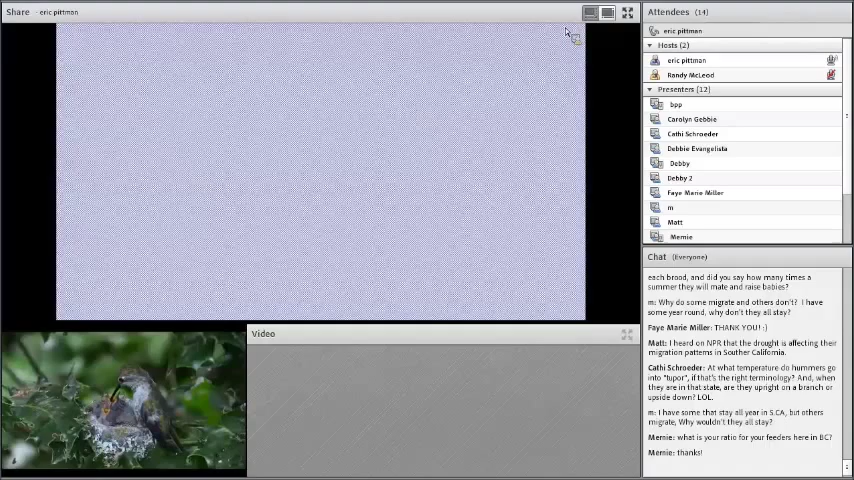 Share - eric pittman
Attendees (14)
eric pittman
Hosts (2)
eric pittman
Randy McLeod
Presenters (12)
bpp
Carolyn Gebbie
Cathi Schroeder
Debbie Evangelista
Debby
Debby 2
Faye Marie Miller
m
Matt
Mernie
Chat (Everyone)
each brood, and did you say how many times a
summer they will mate and raise babies?
m: Why do some migrate and others don't? I have
some year round, why don't they all stay?
Faye Marie Miller: THANK YOU! :)
Matt: I heard on NPR that the drought is affecting their
migration patterns in Souther California.
Cathi Schroeder: At what temperature do hummers go
into "tupor", if that's the right terminology? And, when
they are in that state, are they upright on a branch or
upside down? LOL.
m: I have some that stay all year in S.CA, but others
migrate, Why wouldn't they all stay?
Mernie: what is your ratio for your feeders here in BC?
Mernie: thanks!
Video